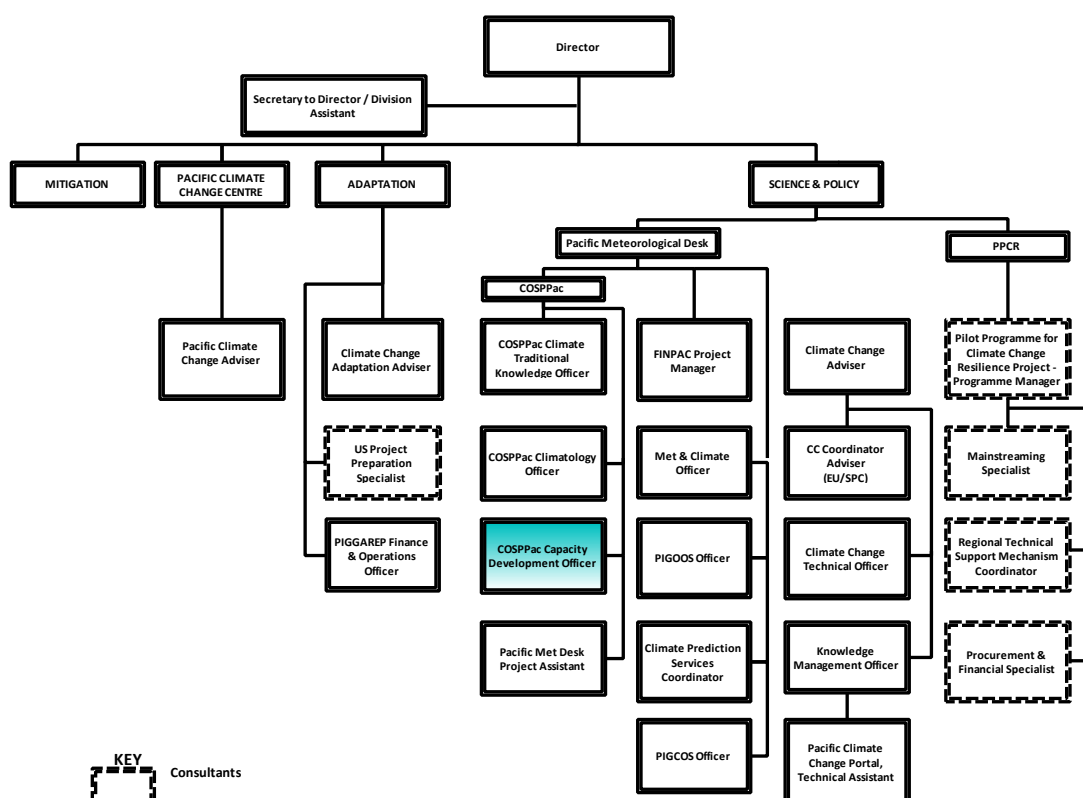 Director
Secretary to Director / Division
Assistant
MITIGATION
PACIFIC CLIMATE
CHANGE CENTRE
ADAPTATION
SCIENCE & POLICY
Pacific Meteorological Desk
PPCR
COSPPac
Pacific Climate
Change Adviser
Climate Change
Adaptation Adviser
COSPPac Climate
Traditional
Knowledge Officer
FINPAC Project
Manager
Climate Change
Adviser
Pilot Programme for
Climate Change
Resilience Project -
Programme Manager
US Project
Preparation
Specialist
COSPPac Climatology
Officer
Met & Climate Officer
CC Coordinator
Adviser
(EU/SPC)
Mainstreaming
Specialist
PIGGAREP Finance
& Operations
Officer
COSPPac Capacity
Development Officer
PIGOOS Officer
Climate Change
Technical Officer
Regional Technical
Support Mechanism
Coordinator
Pacific Met Desk
Project Assistant
Climate Prediction
Services
Coordinator
Knowledge
Management Officer
Procurement &
Financial Specialist
PIGCOS Officer
Pacific Climate
Change Portal,
Technical Assistant
KEY
Consultants